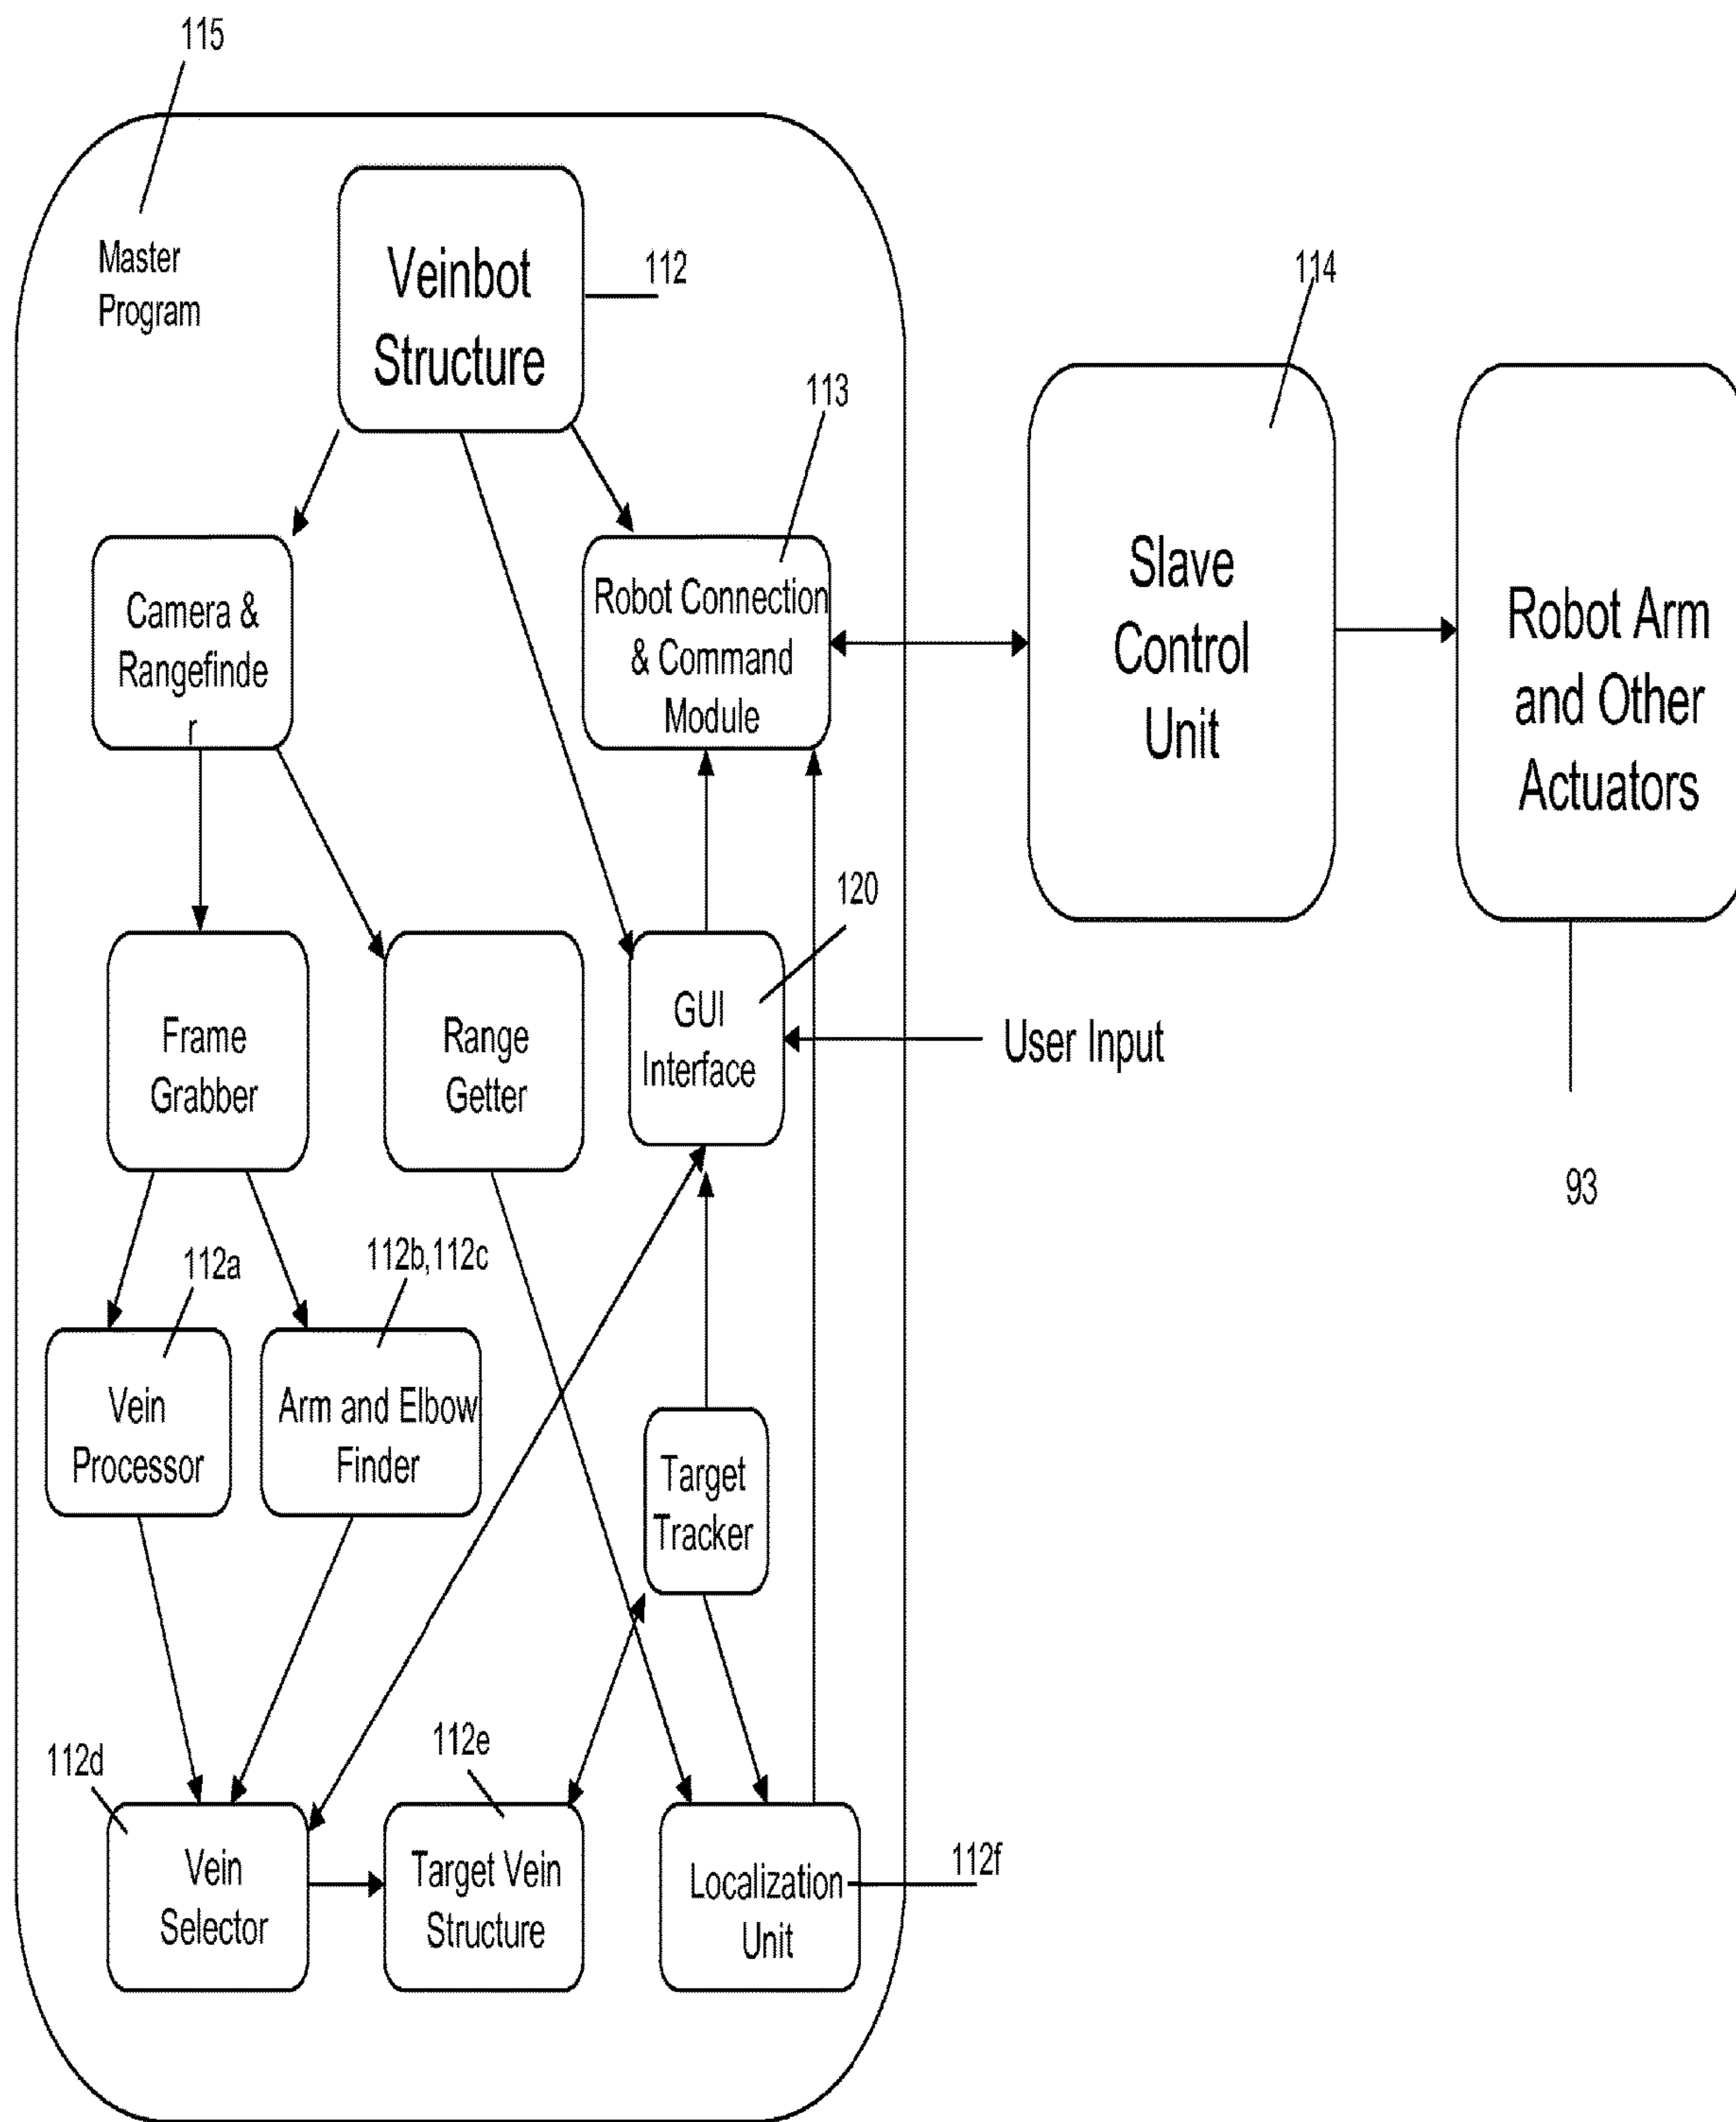 115
Master
Program
Veinbot
Structure
112
114
113
Camera &
Rangefinde
r
Robot Connection
& Command
Module
Slave
Control
Unit
Robot Arm
and Other
Actuators
120
Frame
Grabber
Range
Getter
GUI
Interface
User Input
93
112a
112b,112c
Vein
Processor
Arm and Elbow
Finder
Target
Tracker
112d
112e
Vein
Selector
Target Vein
Structure
Localization
Unit
112f